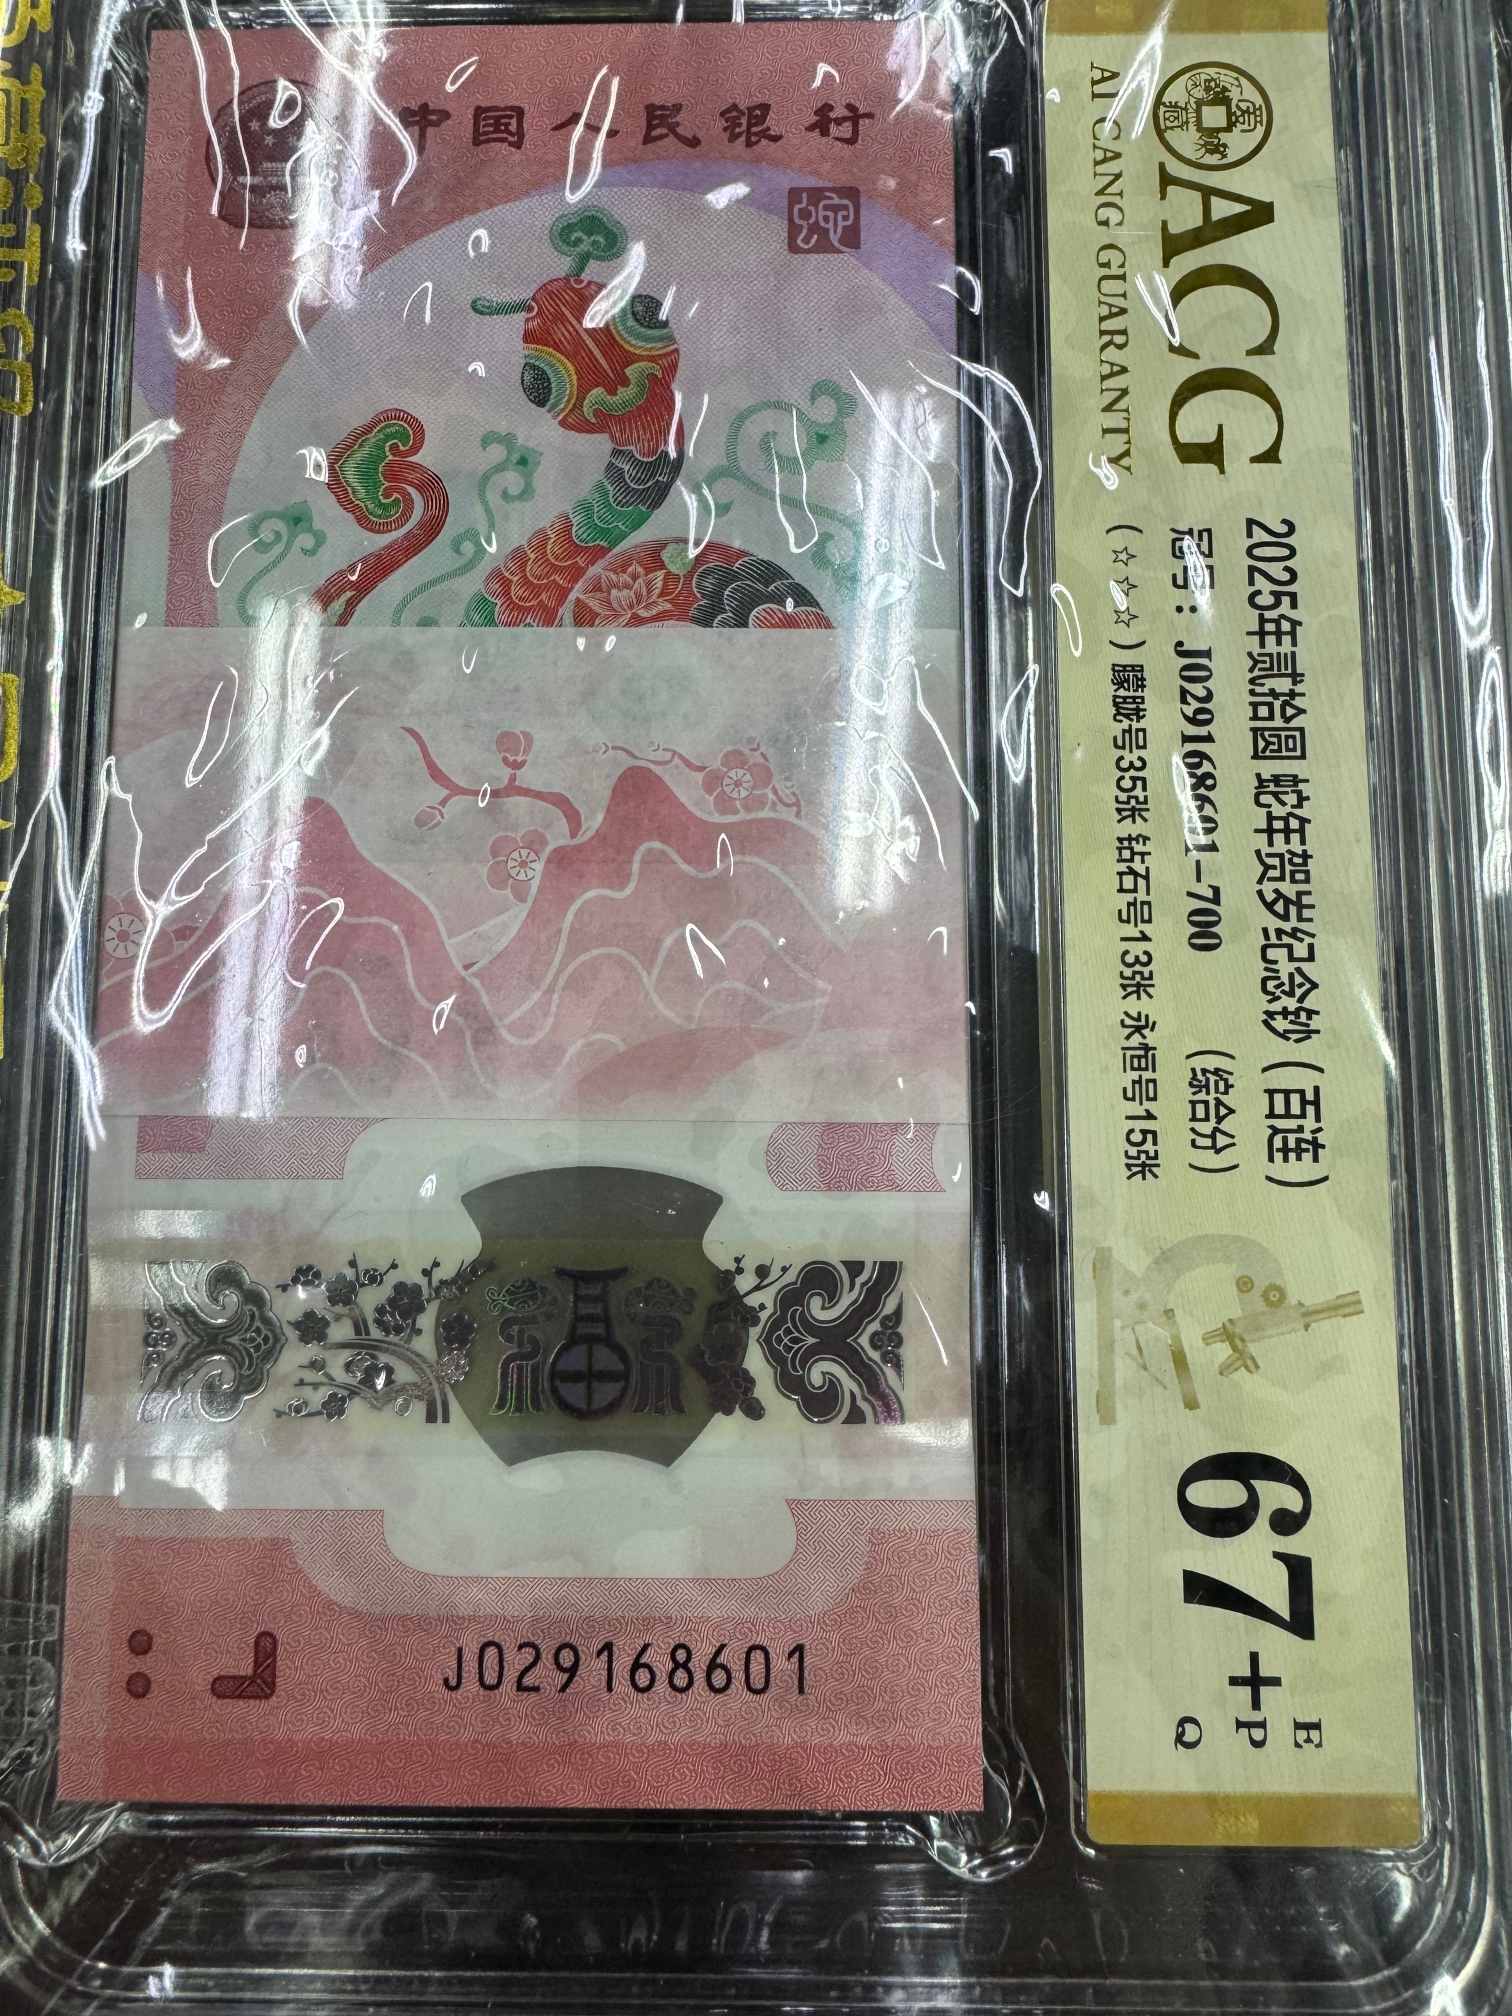 中国人民银行
蛇
J029168601
ACG
AI CANG GUARANTY
2025年贰拾圆 蛇年贺岁纪念钞(百连)
冠号:J029168601-700 (综合分)
(☆☆☆)朦胧号35张 钻石号13张 永恒号15张
67+
E
P
Q